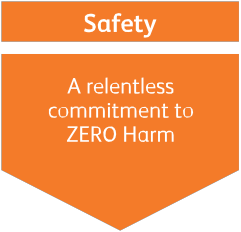 Safety
A relentless
commitment to
ZERO Harm